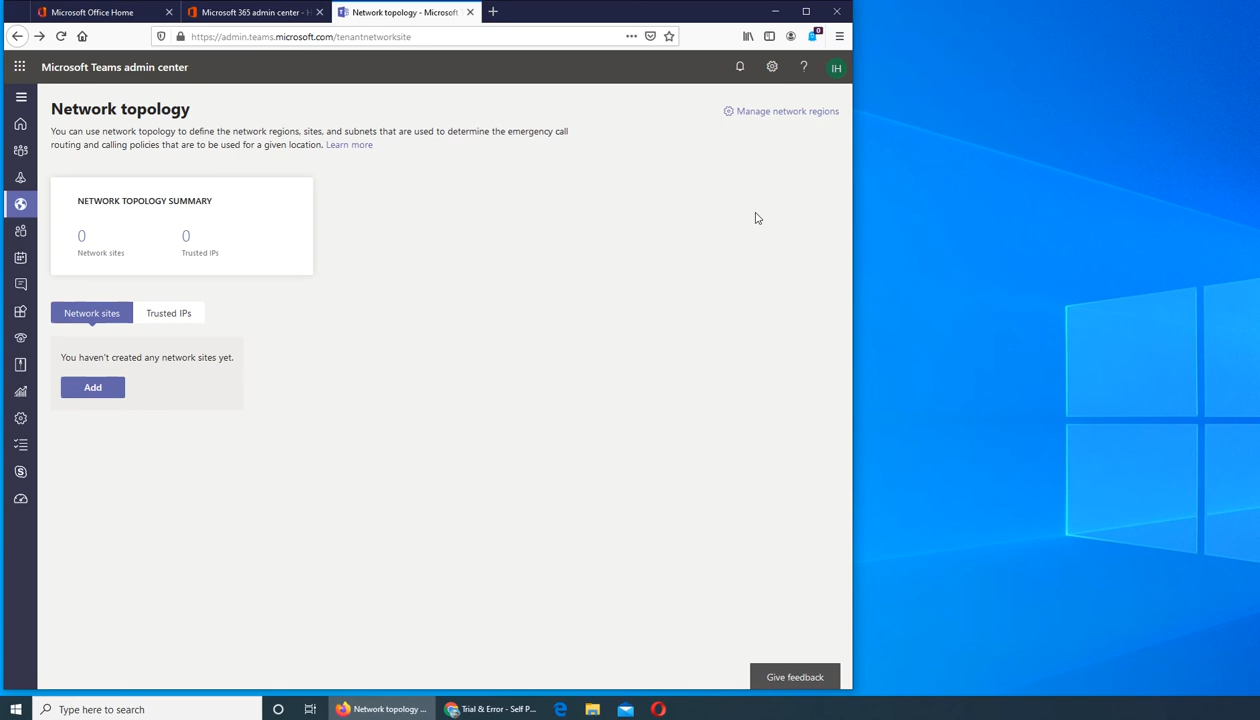 Microsoft Office Home
Microsoft 365 admin center - H
Network topology - Microsoft
https://admin.teams.microsoft.com/tenantnetworksite
0
Microsoft Teams admin center
IH
Network topology
Manage network regions
You can use network topology to define the network regions, sites, and subnets that are used to determine the emergency call
routing and calling policies that are to be used for a given location. Learn more
NETWORK TOPOLOGY SUMMARY
0 0
Network sites Trusted IPs
Network sites Trusted IPs
You haven't created any network sites yet.
Add
Give feedback
Type here to search
Network topology ...
Trial & Error - Self P...